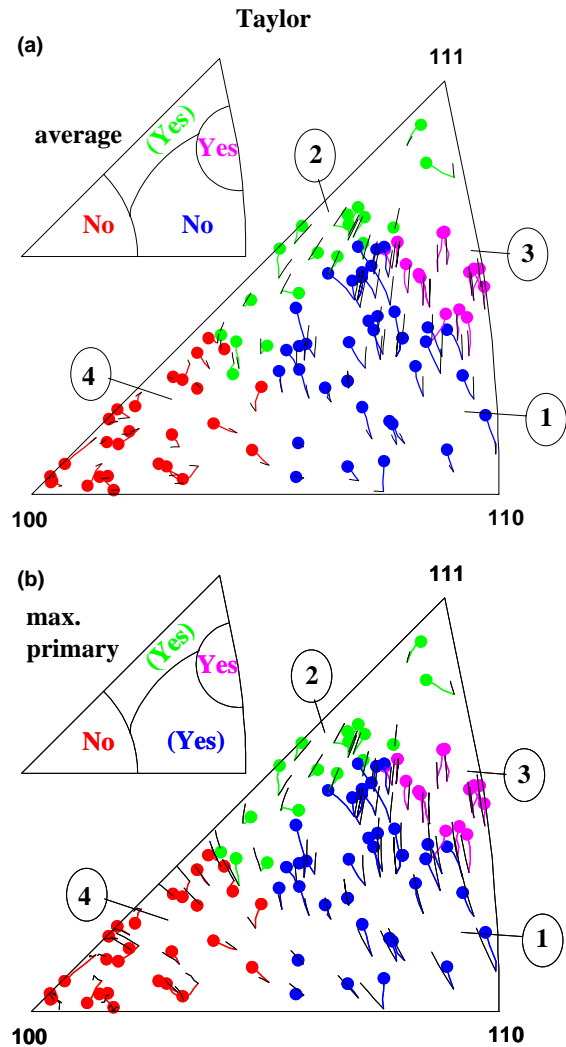 Taylor
(a)
111
average
(Yes)
Yes
No
No
2
3
4
1
100
110
(b)
111
max.
primary
(Yes)
Yes
No
(Yes)
2
3
4
1
100
110